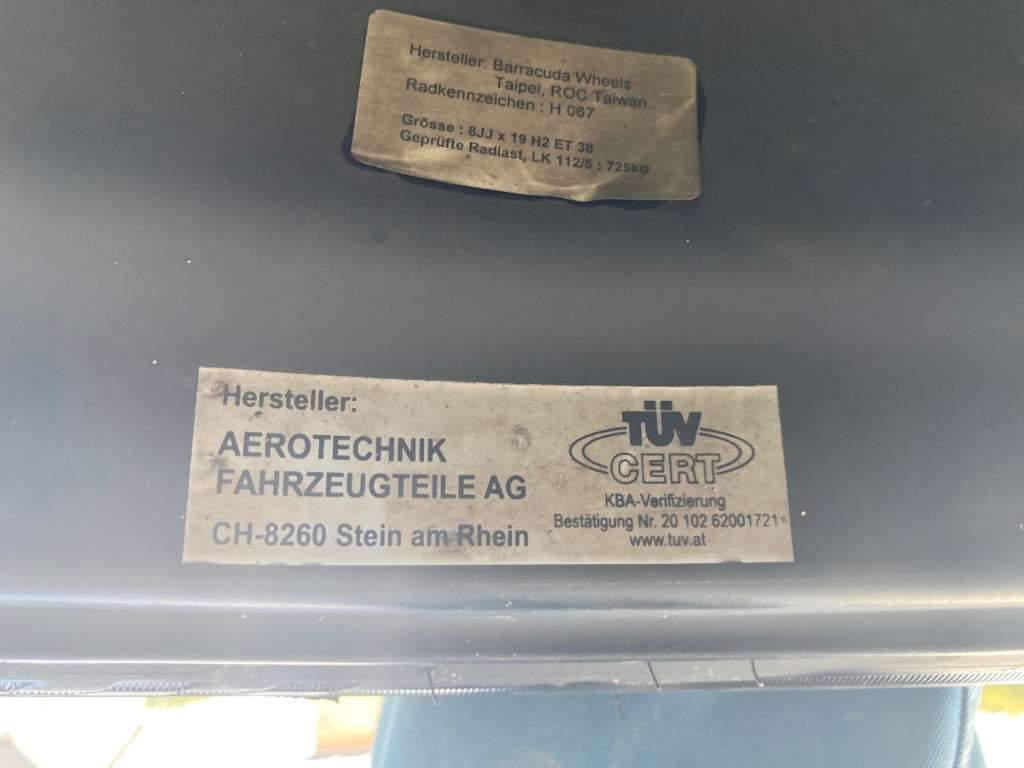 Hersteller: Barracuda Wheels
Taipei, ROC Taiwan
Radkennzeichen : H 067
Grösse : 8JJ x 19 H2 ET 38
Geprüfte Radlast, LK 112/5 : 725kg
Hersteller:
AEROTECHNIK
FAHRZEUGTEILE AG
CH-8260 Stein am Rhein
TÜV
CERT
KBA-Verifizierung
Bestätigung Nr. 20 102 62001721
www.tuv.at